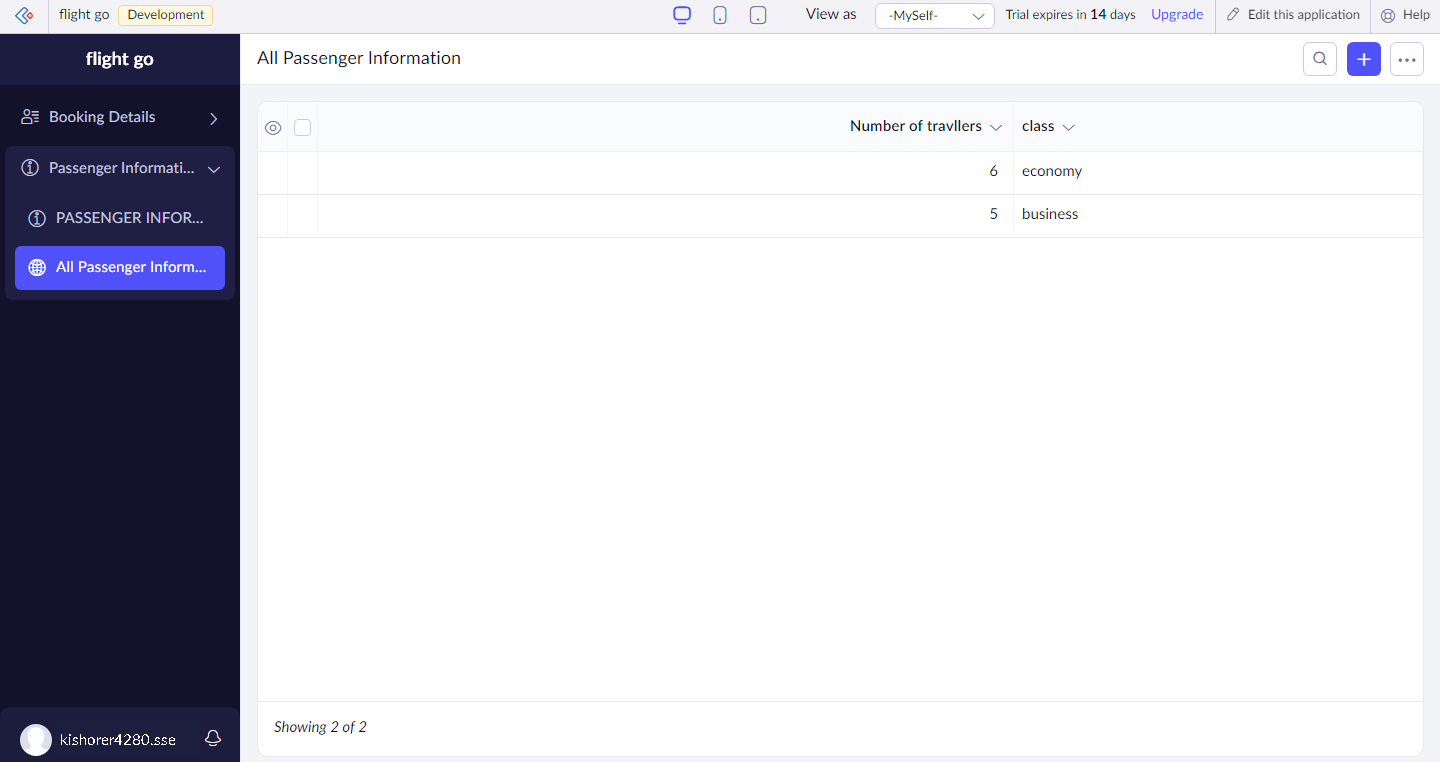 flight go Development View as -MySelf- Trial expires in 14 days Upgrade Edit this application Help
flight go
All Passenger Information
Booking Details
Passenger Informati...
PASSENGER INFOR...
All Passenger Inform...
Number of travllers class
6 economy
5 business
Showing 2 of 2
kishorer4280.sse